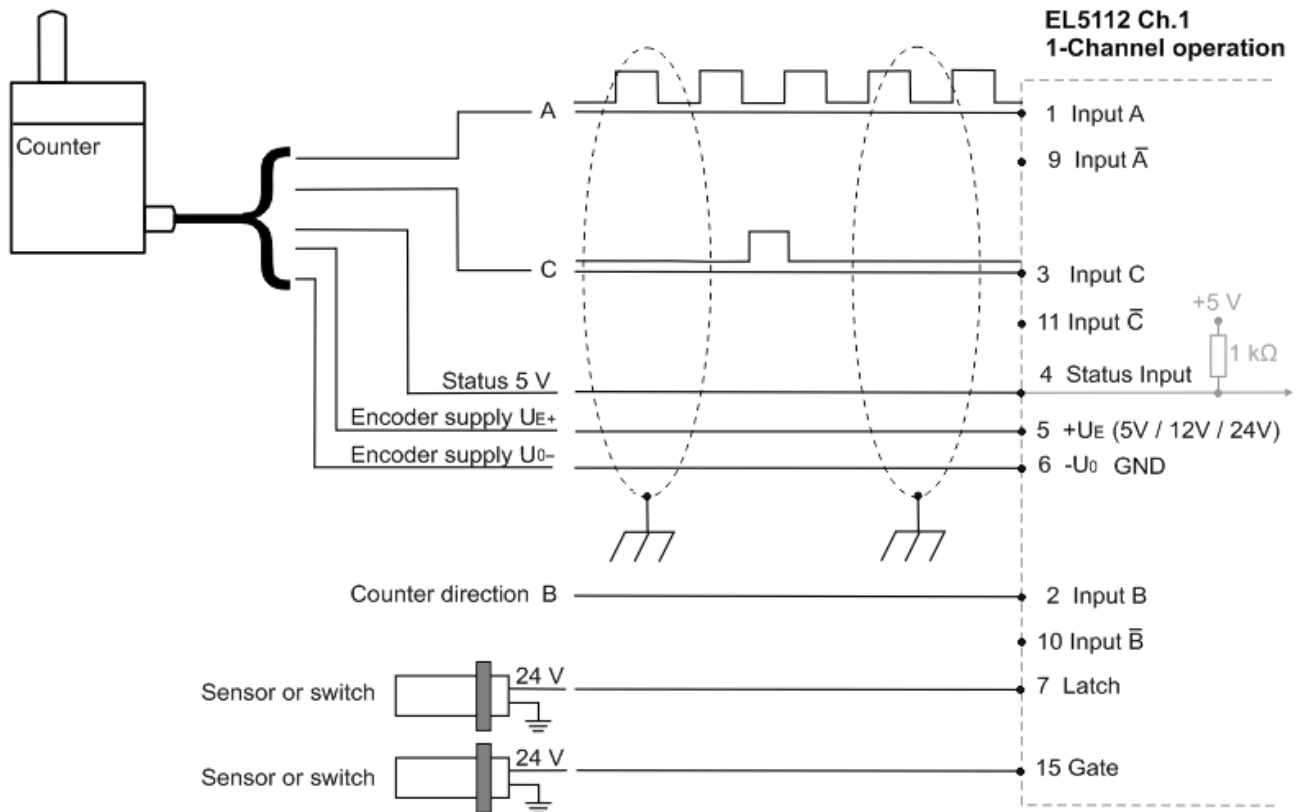 EL5112 Ch.1
1-Channel operation
Counter
A
1 Input A
9 Input A̅
C
3 Input C
11 Input C̅
+5 V
1 kΩ
Status 5 V
4 Status Input
Encoder supply UE+
5 +UE (5V / 12V / 24V)
Encoder supply U0–
6 -U0 GND
Counter direction B
2 Input B
10 Input B̅
Sensor or switch
24 V
7 Latch
Sensor or switch
24 V
15 Gate